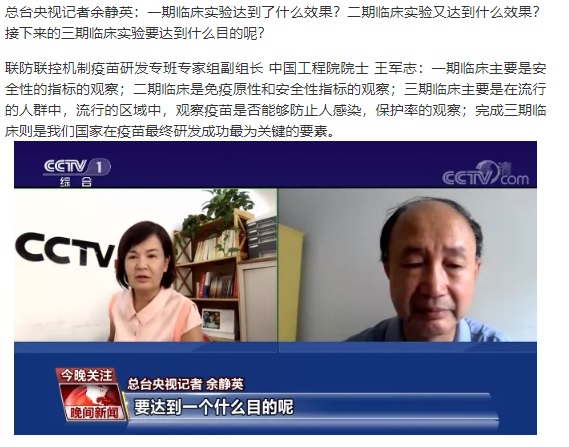 总台央视记者余静英：一期临床实验达到了什么效果？二期临床实验又达到什么效果？
接下来的三期临床实验要达到什么目的呢？
联防联控机制疫苗研发专班专家组副组长 中国工程院院士 王军志：一期临床主要是安
全性的指标的观察；二期临床是免疫原性和安全性指标的观察；三期临床主要是在流行
的人群中，流行的区域中，观察疫苗是否能够防止人感染，保护率的观察；完成三期临
床则是我们国家在疫苗最终研发成功最为关键的要素。
CCTV 1
综 合
CCTV.com
CCTV
今晚关注
总台央视记者 余静英
晚间新闻
要达到一个什么目的呢